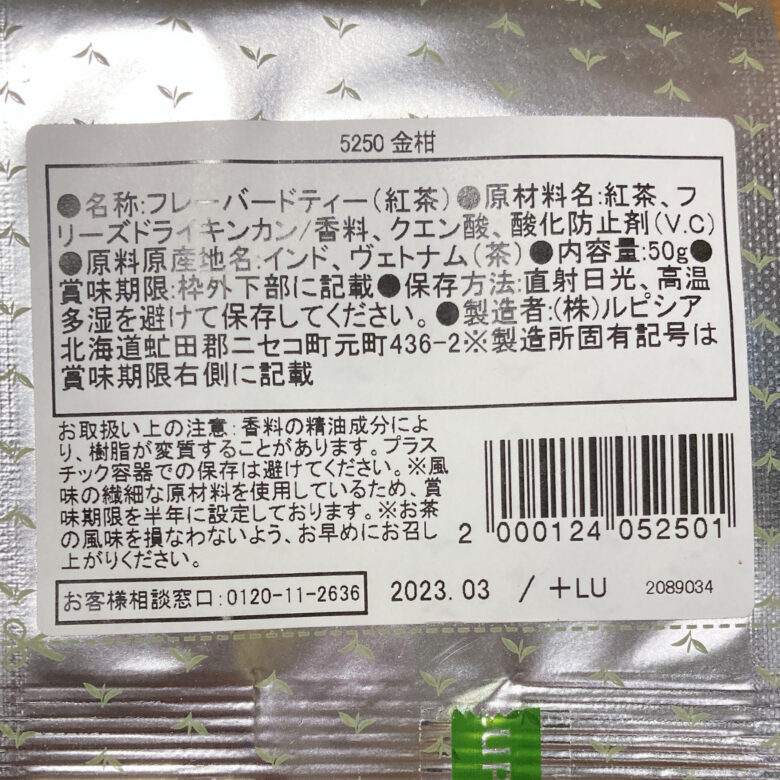 5250 金柑
●名称:フレーバードティー(紅茶)●原材料名:紅茶、フ
リーズドライキンカン/香料、クエン酸、酸化防止剤(V.C)
●原料原産地名:インド、ヴェトナム(茶)●内容量:50g●
賞味期限:枠外下部に記載●保存方法:直射日光、高温
多湿を避けて保存してください。●製造者:(株)ルピシア
北海道虻田郡ニセコ町元町436-2※製造所固有記号は
賞味期限右側に記載
お取扱い上の注意:香料の精油成分によ
り、樹脂が変質することがあります。プラス
チック容器での保存は避けてください。※風
味の繊細な原材料を使用しているため、賞
味期限を半年に設定しております。※お茶
の風味を損なわないよう、お早めにお召し
上がりください。
2 000124 052501
お客様相談窓口:0120-11-2636
2023.03 / +LU 2089034